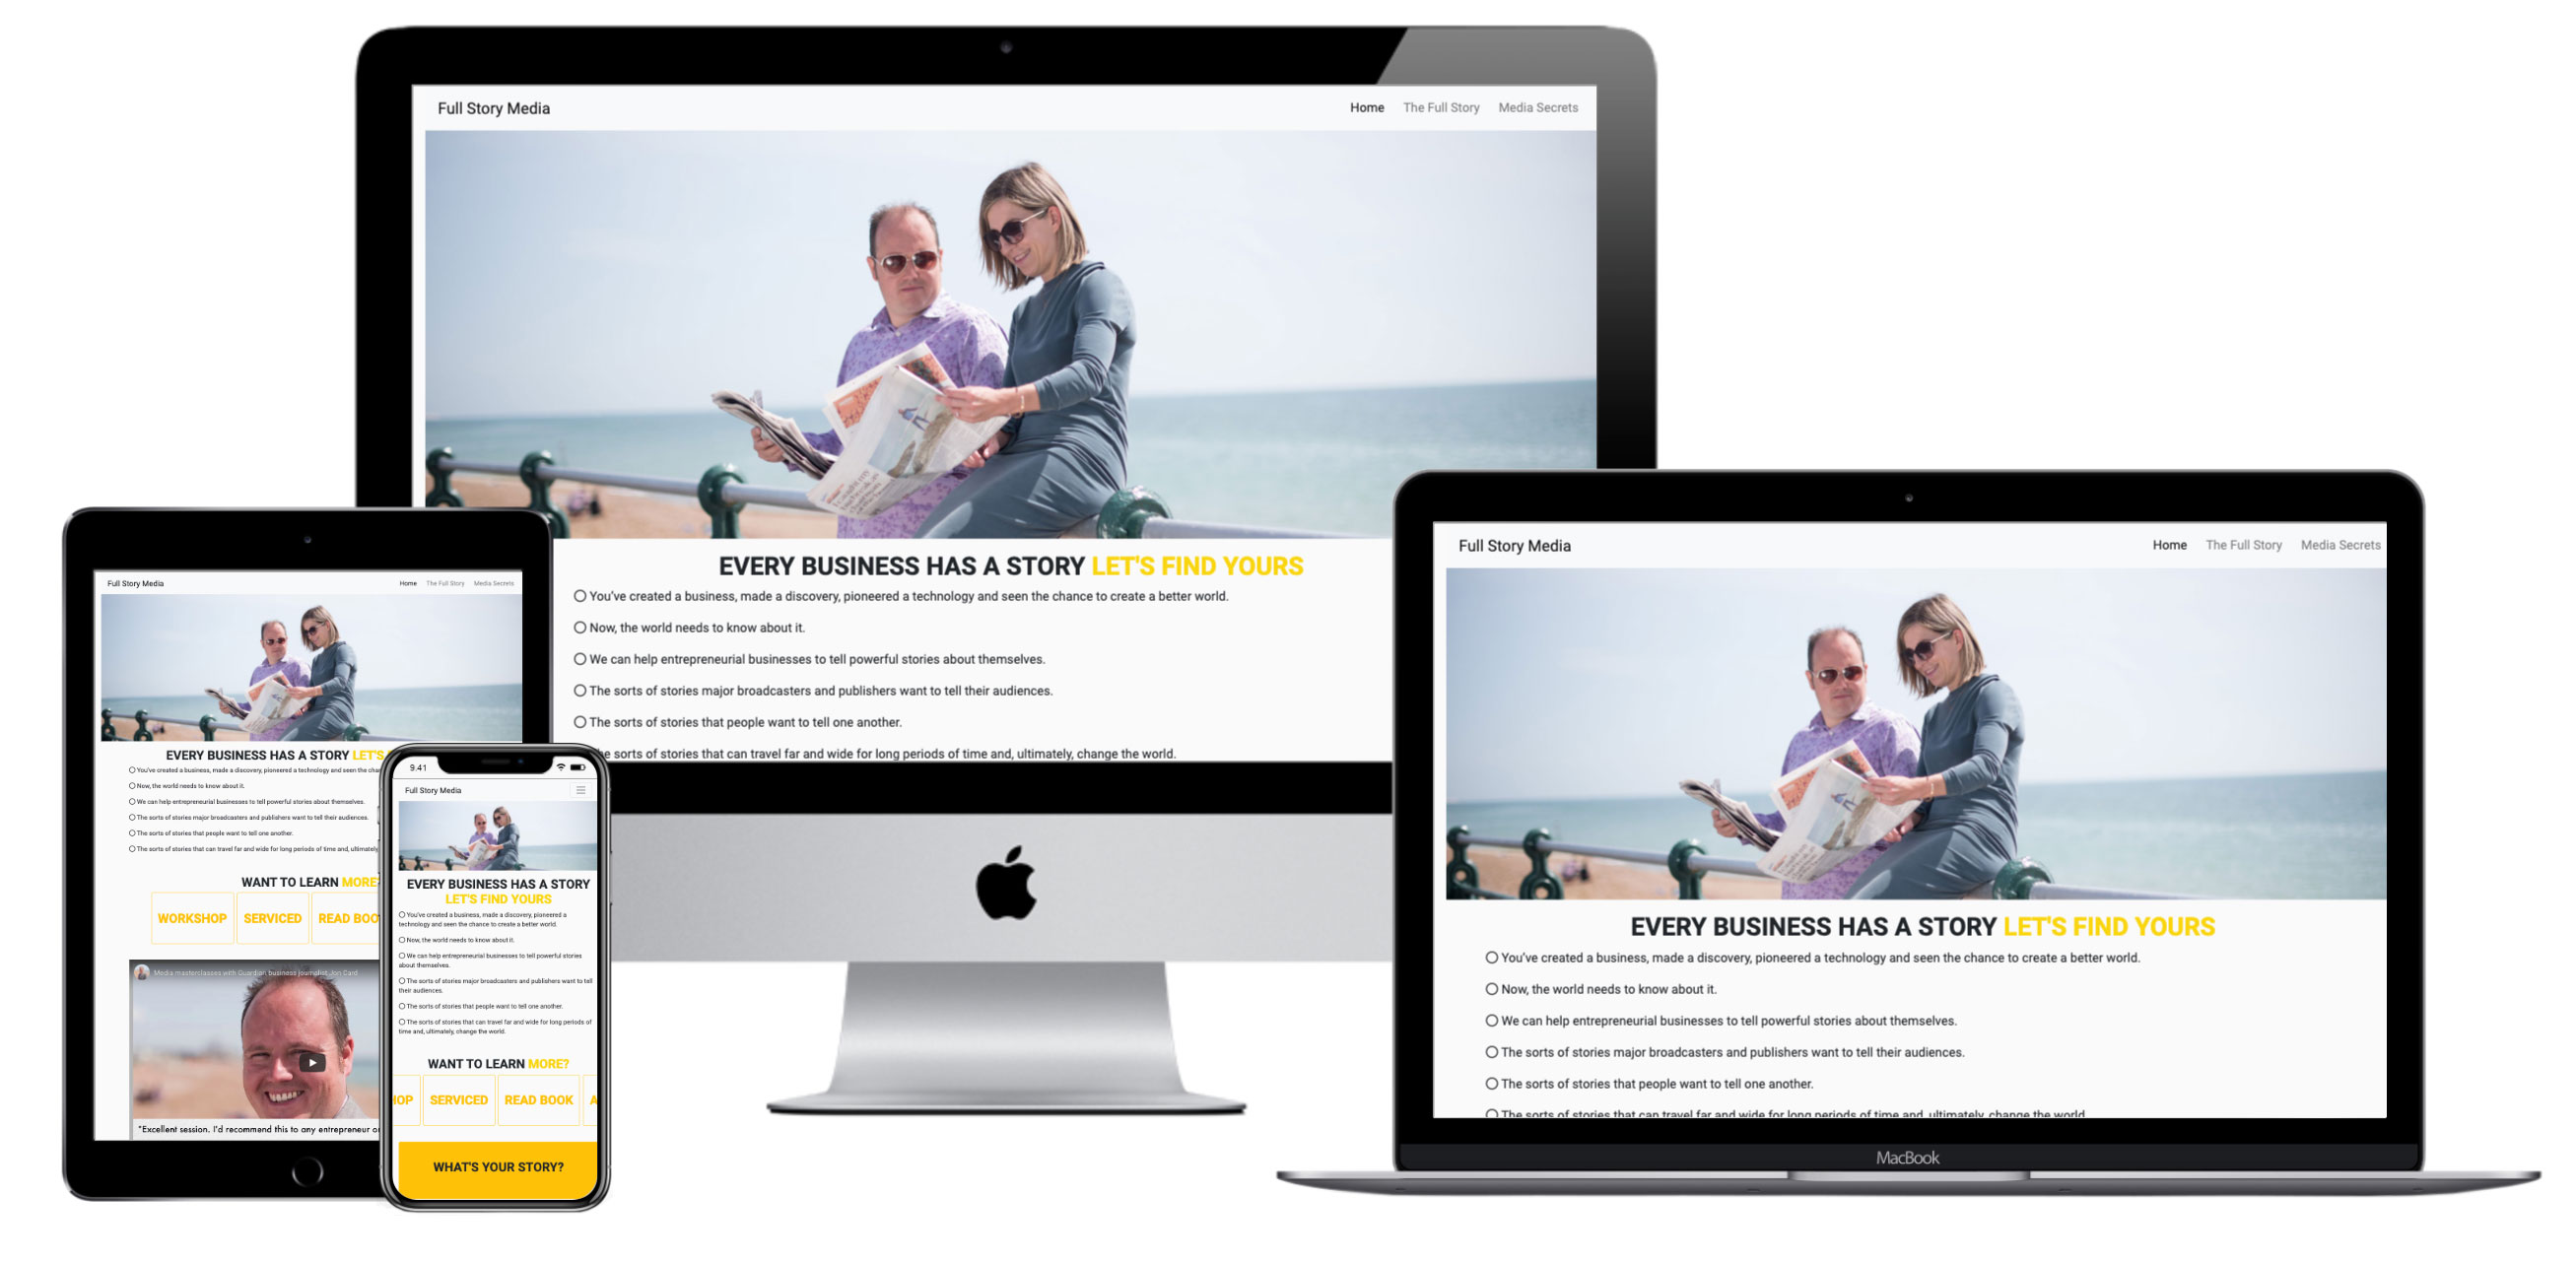 Full Story Media
Home The Full Story Media Secrets
EVERY BUSINESS HAS A STORY LET'S FIND YOURS
You've created a business, made a discovery, pioneered a technology and seen the chance to create a better world.
Now, the world needs to know about it.
We can help entrepreneurial businesses to tell powerful stories about themselves.
The sorts of stories major broadcasters and publishers want to tell their audiences.
The sorts of stories that people want to tell one another.
he sorts of stories that can travel far and wide for long periods of time and, ultimately, change the world.
Full Story Media
Home The Full Story Media Secrets
EVERY BUSINESS HAS A STORY LET'S
You've created a business, made a discovery, pioneered a technology and seen the cha
Now, the world needs to know about it.
We can help entrepreneurial businesses to tell powerful stories about themselves.
The sorts of stories major broadcasters and publishers want to tell their audiences.
The sorts of stories that people want to tell one another.
The sorts of stories that can travel far and wide for long periods of time and, ultimately,
WANT TO LEARN MORE
WORKSHOP SERVICED READ BOO
Media masterclasses with Guardian business journalist Jon Card
"Excellent session. I'd recommend this to any entrepreneur o
9.41
Full Story Media
EVERY BUSINESS HAS A STORY
LET'S FIND YOURS
You've created a business, made a discovery, pioneered a
technology and seen the chance to create a better world.
Now, the world needs to know about it.
We can help entrepreneurial businesses to tell powerful stories
about themselves.
The sorts of stories major broadcasters and publishers want to tell
their audiences.
The sorts of stories that people want to tell one another.
The sorts of stories that can travel far and wide for long periods of
time and, ultimately, change the world.
WANT TO LEARN MORE?
HOP SERVICED READ BOOK A
WHAT'S YOUR STORY?
Full Story Media
Home The Full Story Media Secrets
EVERY BUSINESS HAS A STORY LET'S FIND YOURS
You've created a business, made a discovery, pioneered a technology and seen the chance to create a better world.
Now, the world needs to know about it.
We can help entrepreneurial businesses to tell powerful stories about themselves.
The sorts of stories major broadcasters and publishers want to tell their audiences.
The sorts of stories that people want to tell one another.
The sorts of stories that can travel far and wide for long periods of time and, ultimately, change the world.
MacBook